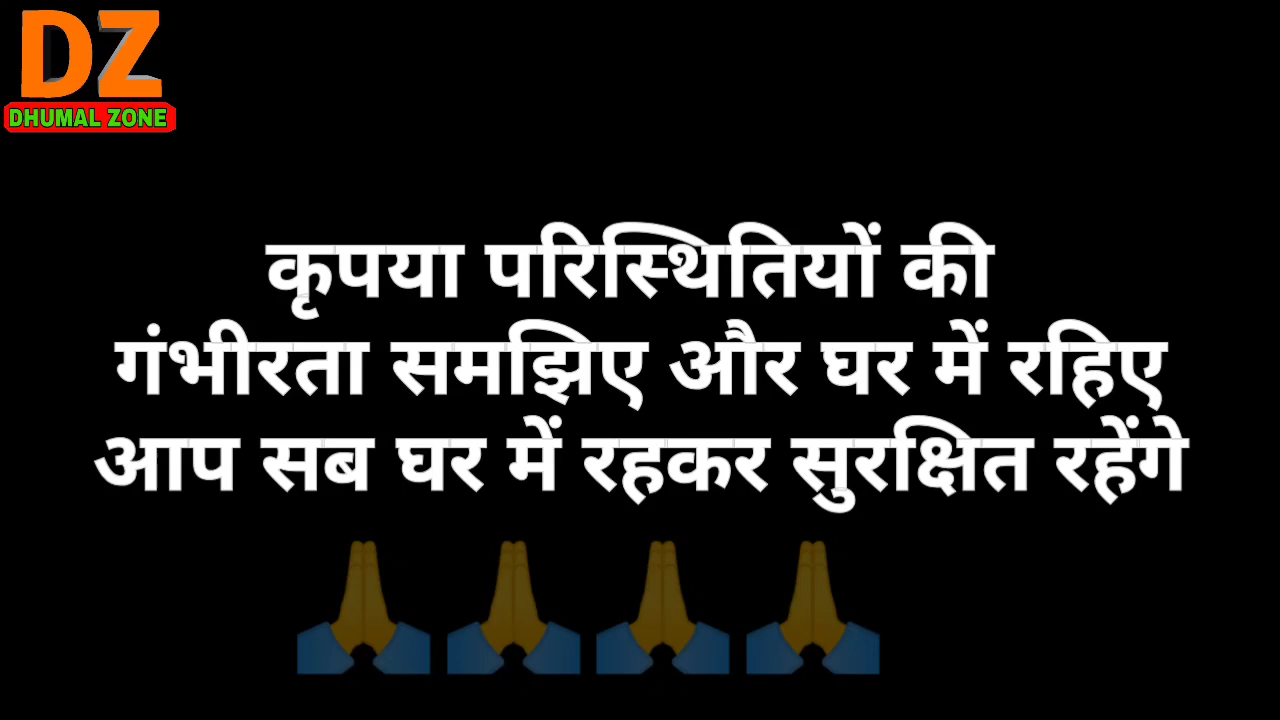 DZ
DHUMAL ZONE
कृपया परिस्थितियों की
गंभीरता समझिए और घर में रहिए
आप सब घर में रहकर सुरक्षित रहेंगे
🙏🙏🙏🙏